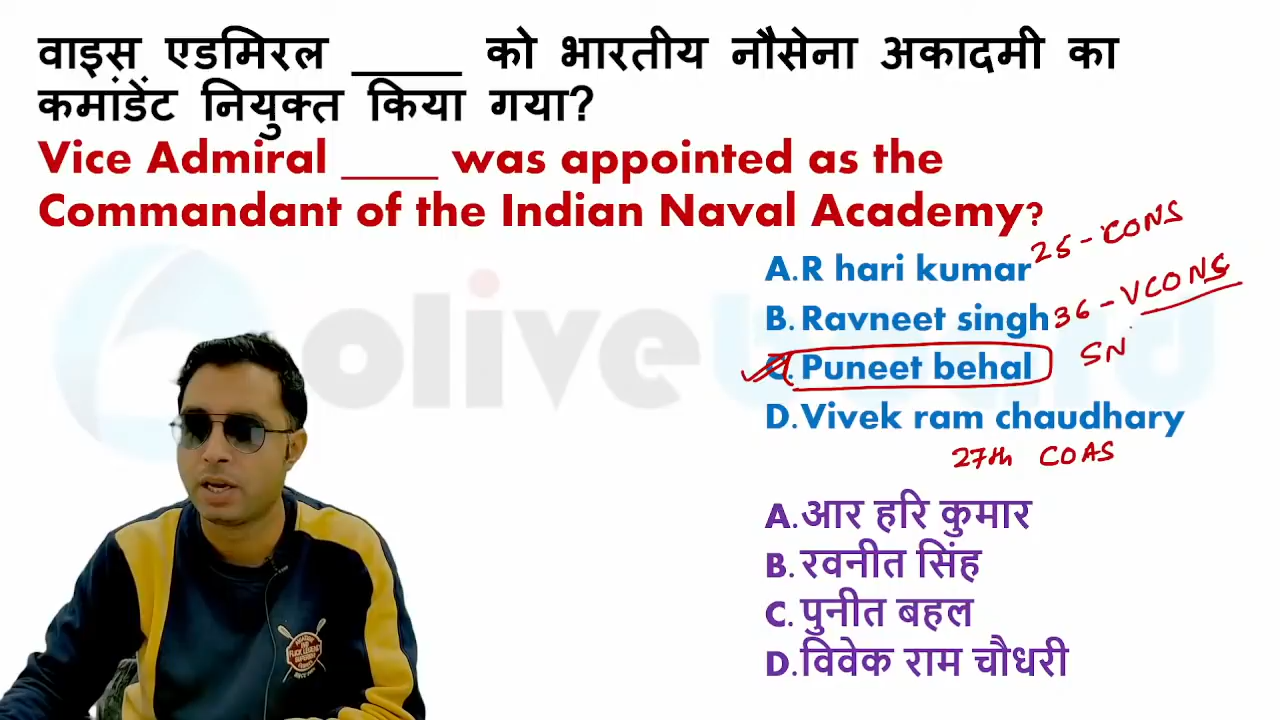 वाइस एडमिरल _____ को भारतीय नौसेना अकादमी का
कमांडेंट नियुक्त किया गया?
Vice Admiral ____ was appointed as the
Commandant of the Indian Naval Academy?
A.R hari kumar 25-CONS
B. Ravneet singh 36-VCONS
C. Puneet behal SN
D. Vivek ram chaudhary
27th COAS
A.आर हरि कुमार
B. रवनीत सिंह
C. पुनीत बहल
D.विवेक राम चौधरी